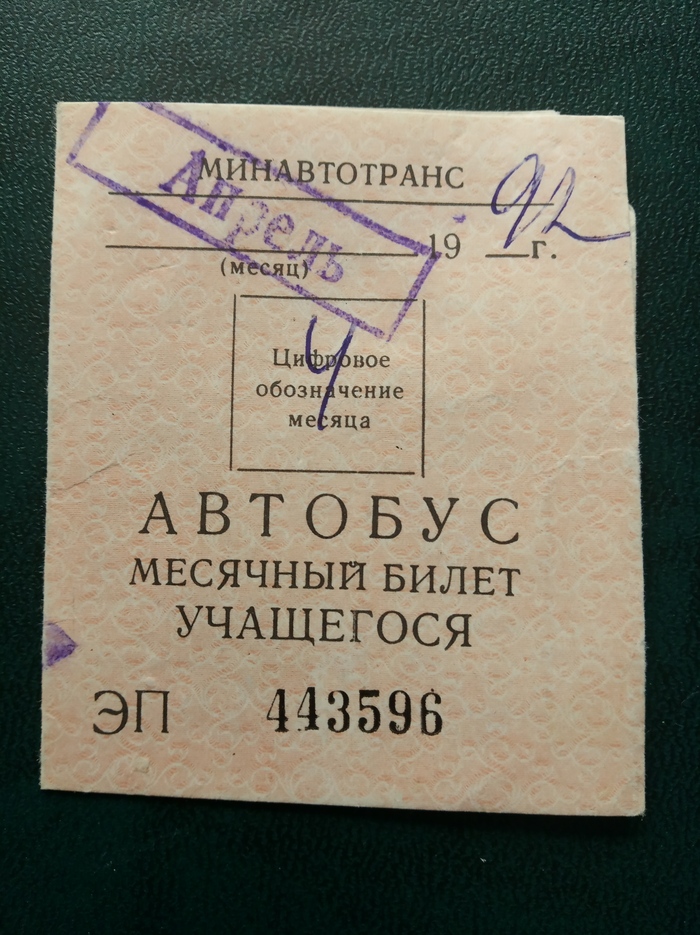 МИНАВТОТРАНС
Апрель
19 92 г.
(месяц)
4
Цифровое
обозначение
месяца
АВТОБУС
МЕСЯЧНЫЙ БИЛЕТ
УЧАЩЕГОСЯ
ЭП 443596